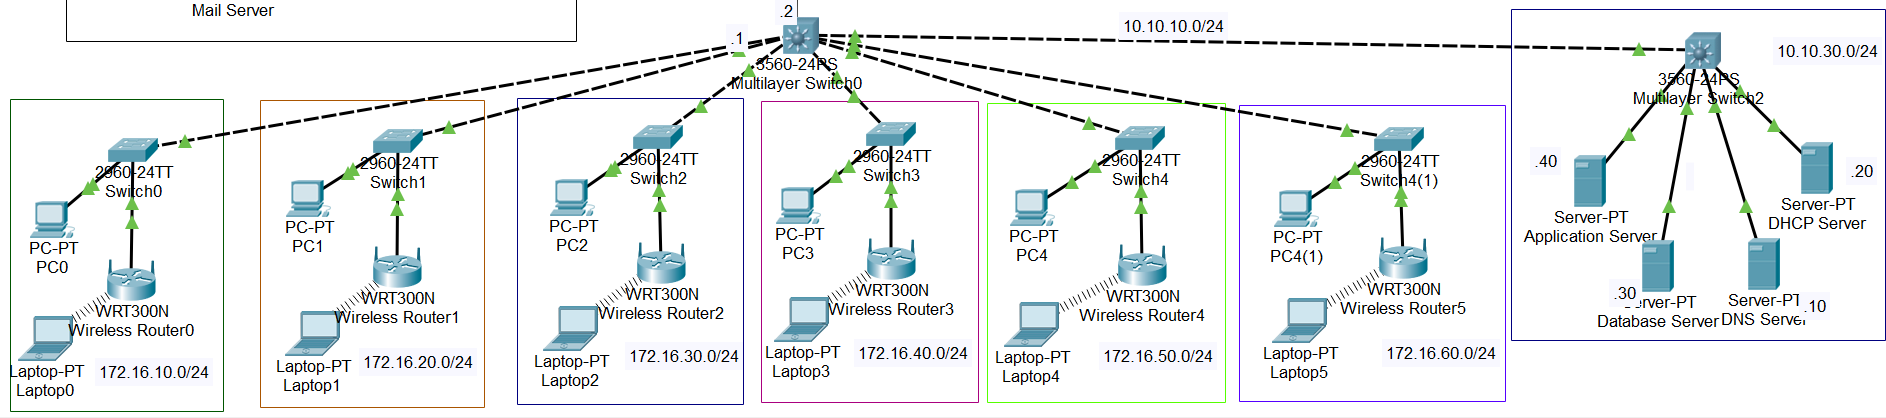 Mail Server
.2
.1
10.10.10.0/24
3560-24PS
Multilayer Switch0
10.10.30.0/24
3560-24PS
Multilayer Switch2
2960-24TT
Switch0
PC-PT
PC0
WRT300N
Wireless Router0
Laptop-PT
Laptop0
172.16.10.0/24
2960-24TT
Switch1
PC-PT
PC1
WRT300N
Wireless Router1
Laptop-PT
Laptop1
172.16.20.0/24
2960-24TT
Switch2
PC-PT
PC2
WRT300N
Wireless Router2
Laptop-PT
Laptop2
172.16.30.0/24
2960-24TT
Switch3
PC-PT
PC3
WRT300N
Wireless Router3
Laptop-PT
Laptop3
172.16.40.0/24
2960-24TT
Switch4
PC-PT
PC4
WRT300N
Wireless Router4
Laptop-PT
Laptop4
172.16.50.0/24
2960-24TT
Switch4(1)
PC-PT
PC4(1)
WRT300N
Wireless Router5
Laptop-PT
Laptop5
172.16.60.0/24
.40
Server-PT
Application Server
.20
Server-PT
DHCP Server
.30
Server-PT
Database Server
.10
Server-PT
DNS Server